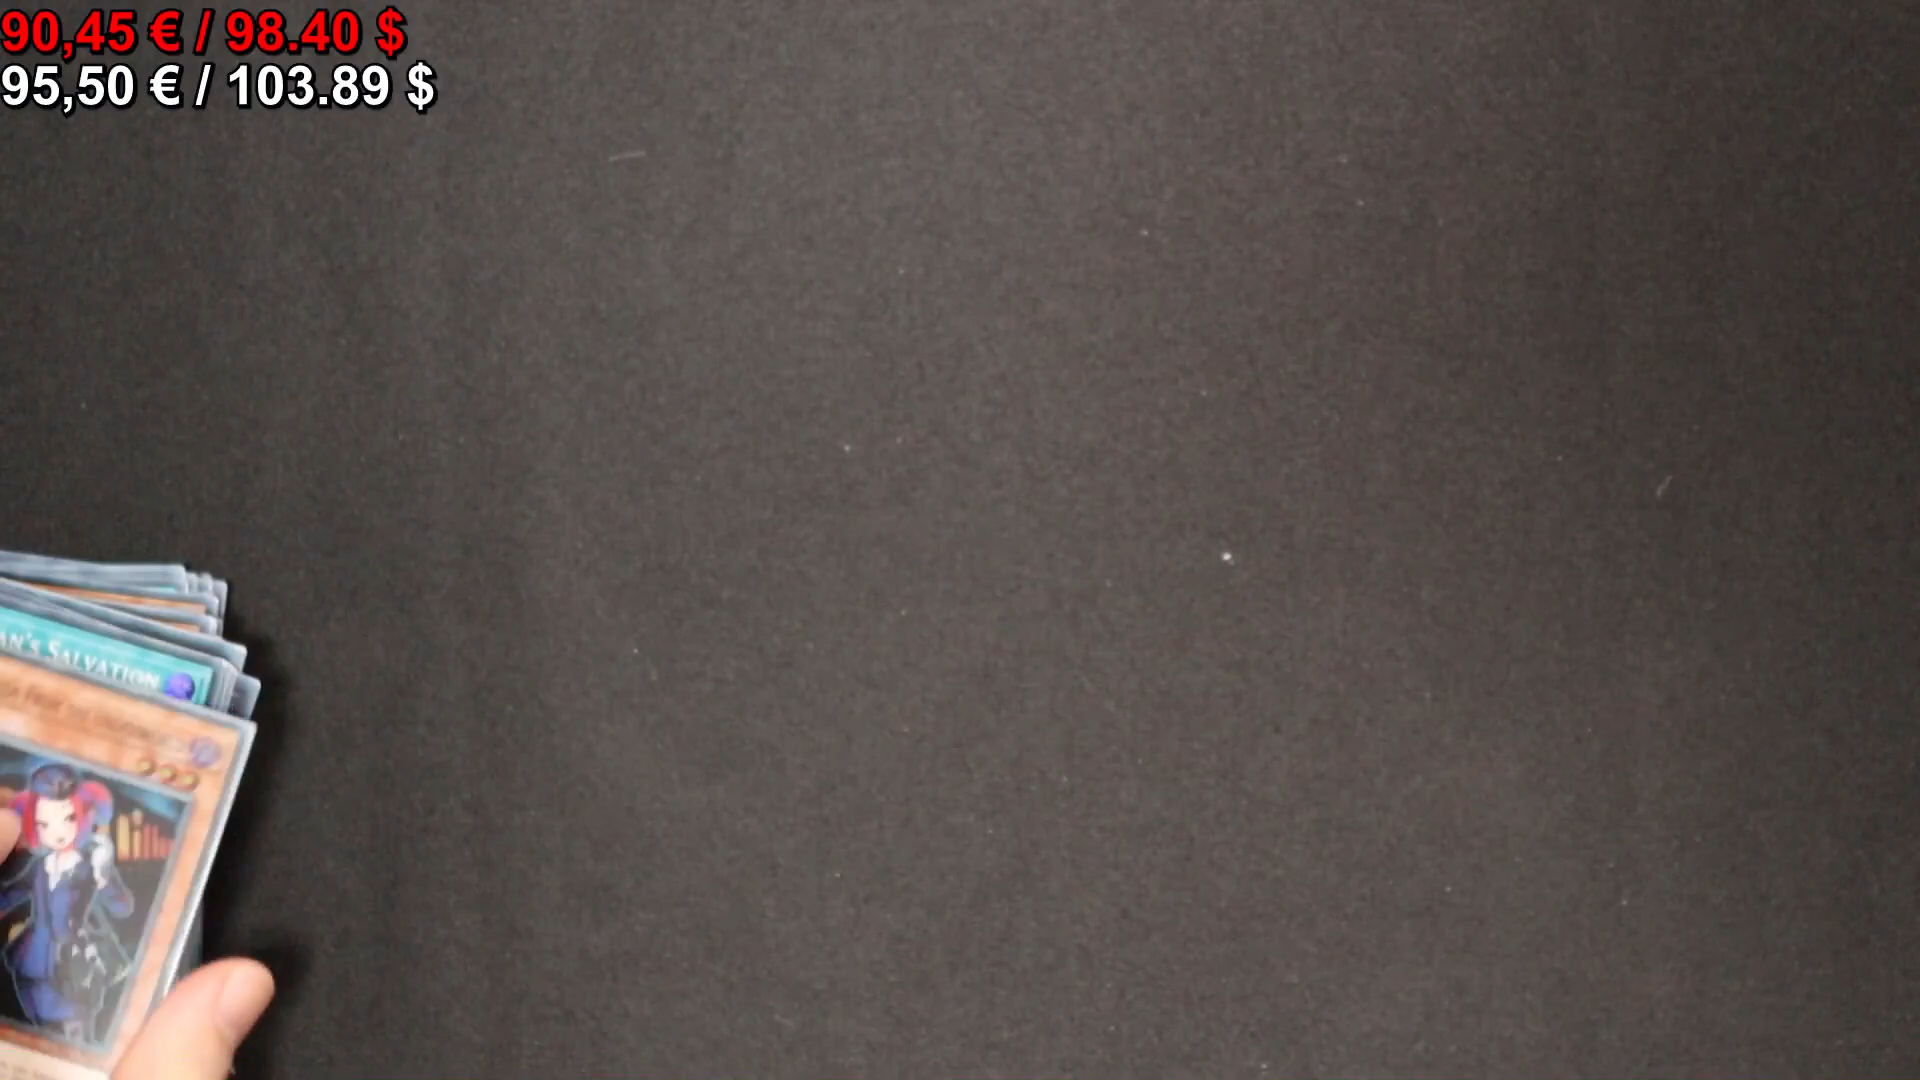 90,45 € / 98.40 $
95,50 € / 103.89 $
AN'S SALVATION